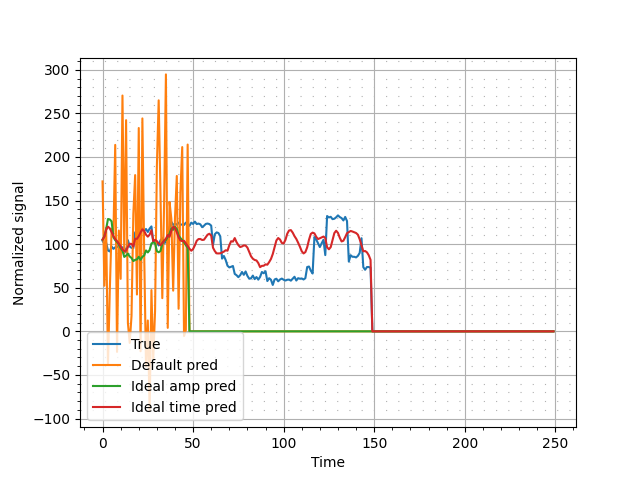 300
250
200
150
100
50
0
−50
−100
Normalized signal
True
Default pred
Ideal amp pred
Ideal time pred
0 50 100 150 200 250
Time